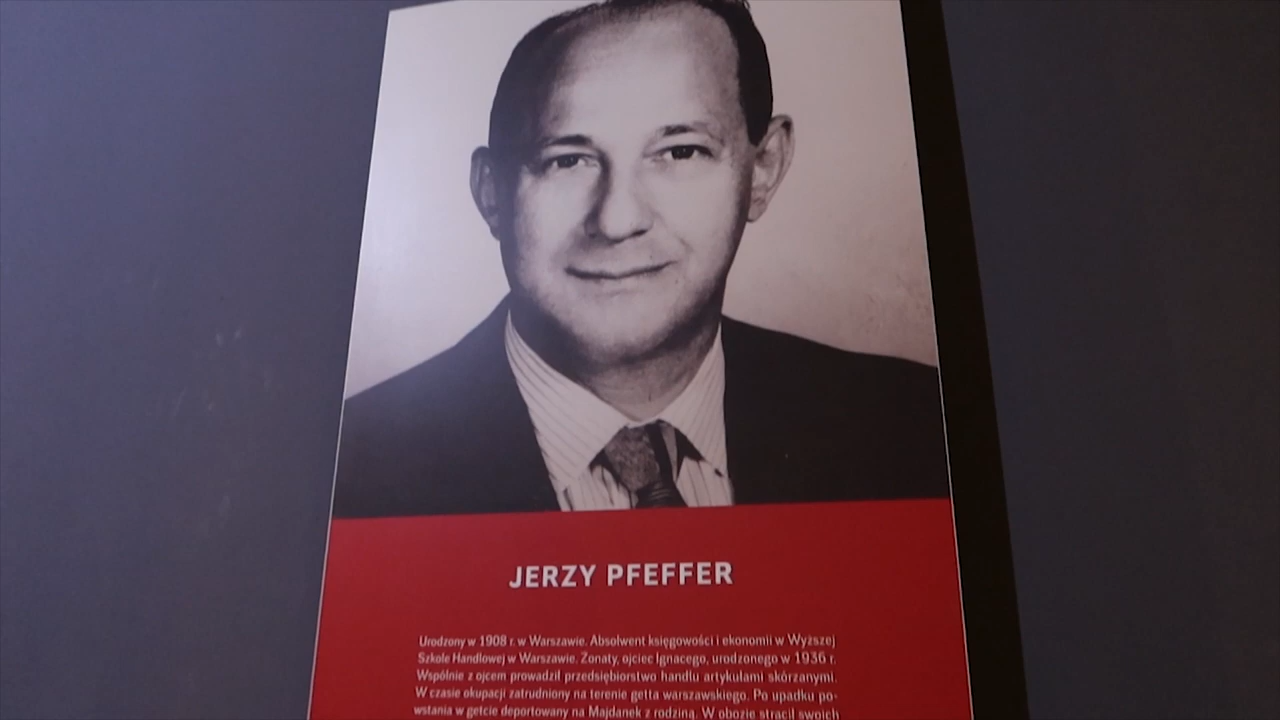 JERZY PFEFFER
Urodzony w 1908 r. w Warszawie. Absolwent księgowości i ekonomii w Wyższej
Szkole Handlowej w Warszawie. Żonaty, ojciec Ignacego, urodzonego w 1936 r.
Wspólnie z ojcem prowadził przedsiębiorstwo handlu artykułami skórzanymi.
W czasie okupacji zatrudniony na terenie getta warszawskiego. Po upadku po-
wstania w getcie deportowany na Majdanek z rodziną. W obozie stracił swoich